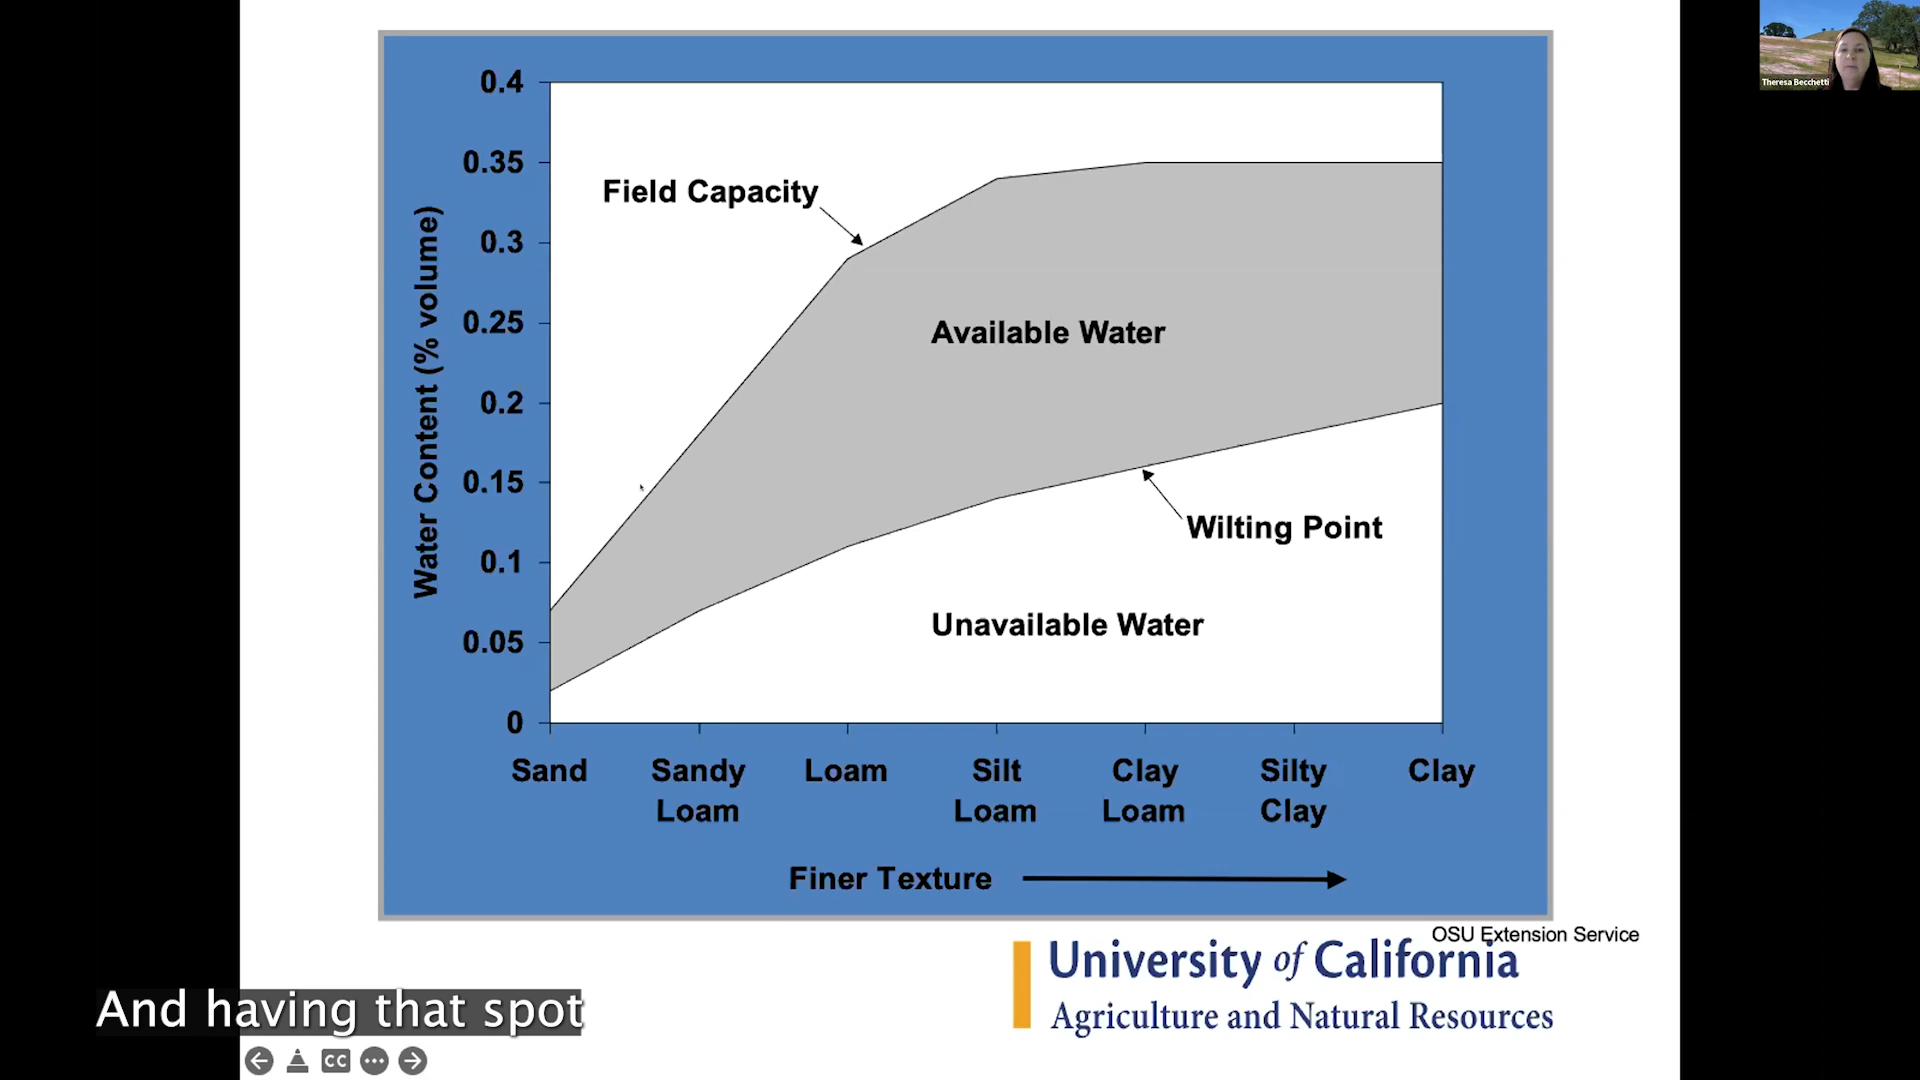 Theresa Becchetti
0.4
0.35
0.3
0.25
0.2
0.15
0.1
0.05
0
Water Content (% volume)
Field Capacity
Available Water
Wilting Point
Unavailable Water
Sand
Sandy Loam
Loam
Silt Loam
Clay Loam
Silty Clay
Clay
Finer Texture
OSU Extension Service
University of California
Agriculture and Natural Resources
And having that spot
CC